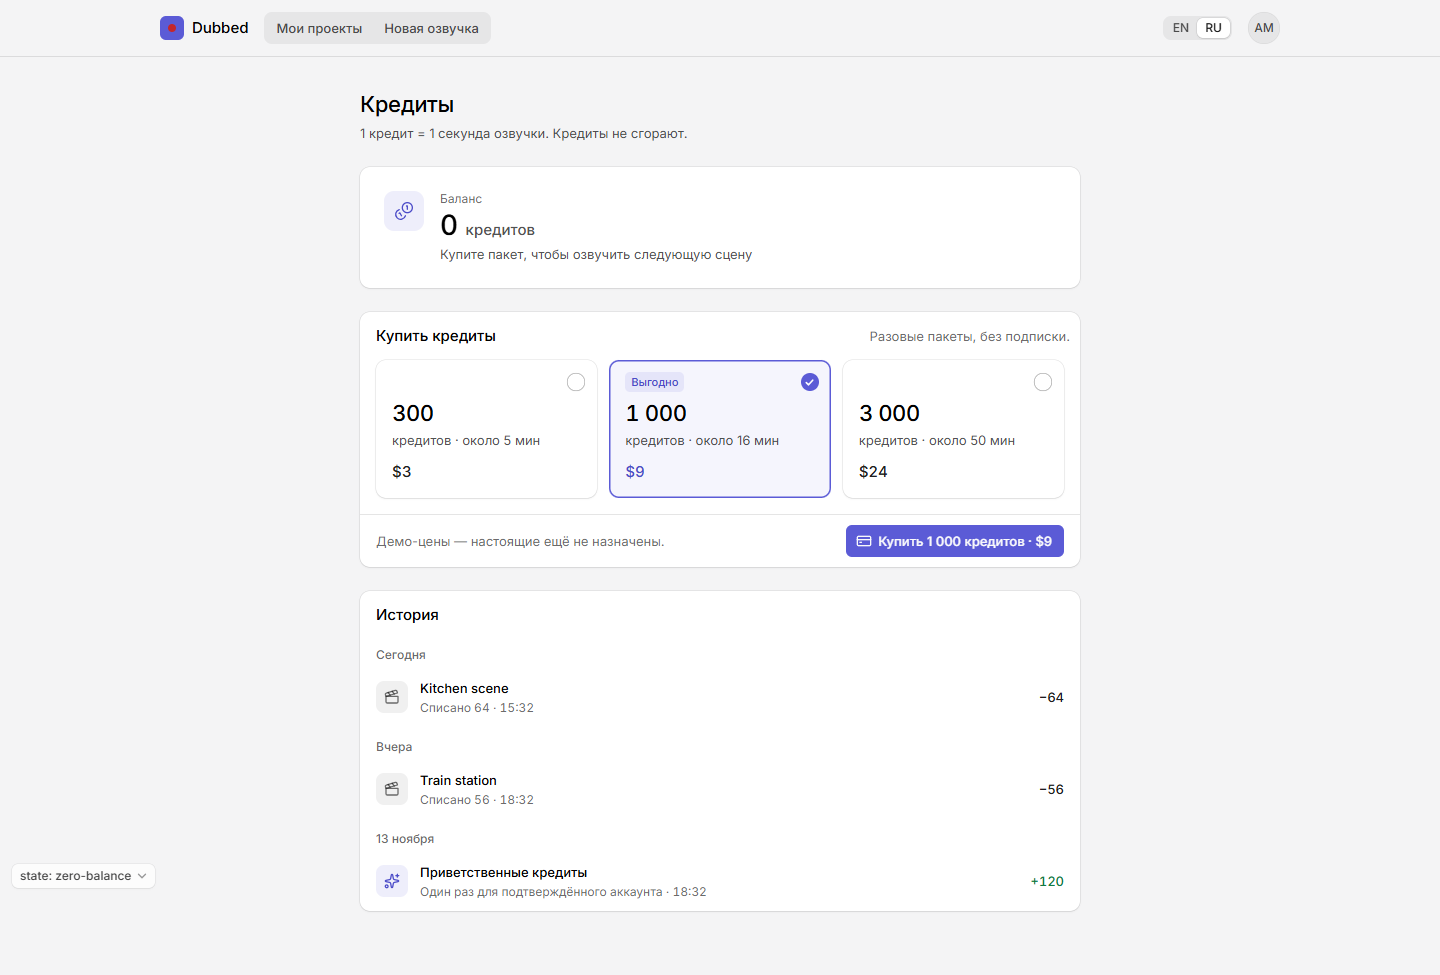 Dubbed
Мои проекты
Новая озвучка
EN
RU
AM
Кредиты
1 кредит = 1 секунда озвучки. Кредиты не сгорают.
Баланс
0 кредитов
Купите пакет, чтобы озвучить следующую сцену
Купить кредиты
Разовые пакеты, без подписки.
300
кредитов · около 5 мин
$3
Выгодно
1 000
кредитов · около 16 мин
$9
3 000
кредитов · около 50 мин
$24
Демо-цены — настоящие ещё не назначены.
Купить 1 000 кредитов · $9
История
Сегодня
Kitchen scene
Списано 64 · 15:32
−64
Вчера
Train station
Списано 56 · 18:32
−56
13 ноября
Приветственные кредиты
Один раз для подтверждённого аккаунта · 18:32
+120
state: zero-balance